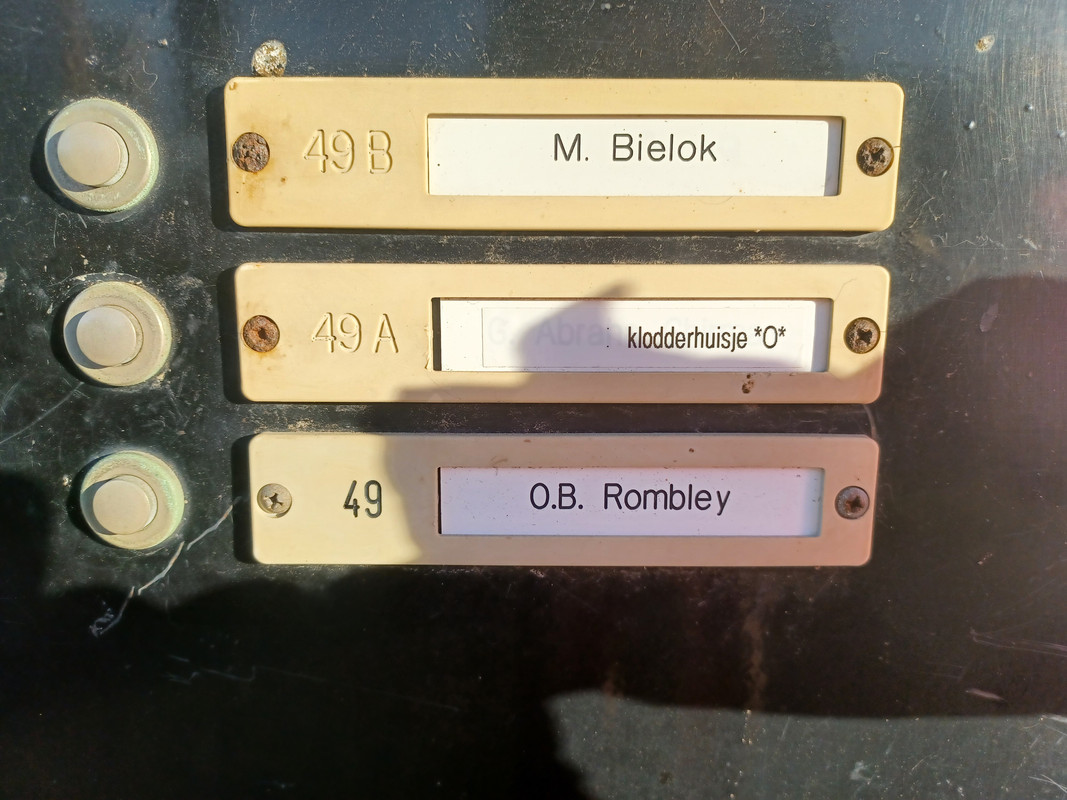 49 B M. Bielok
49 A klodderhuisje *O*
49 O.B. Rombley